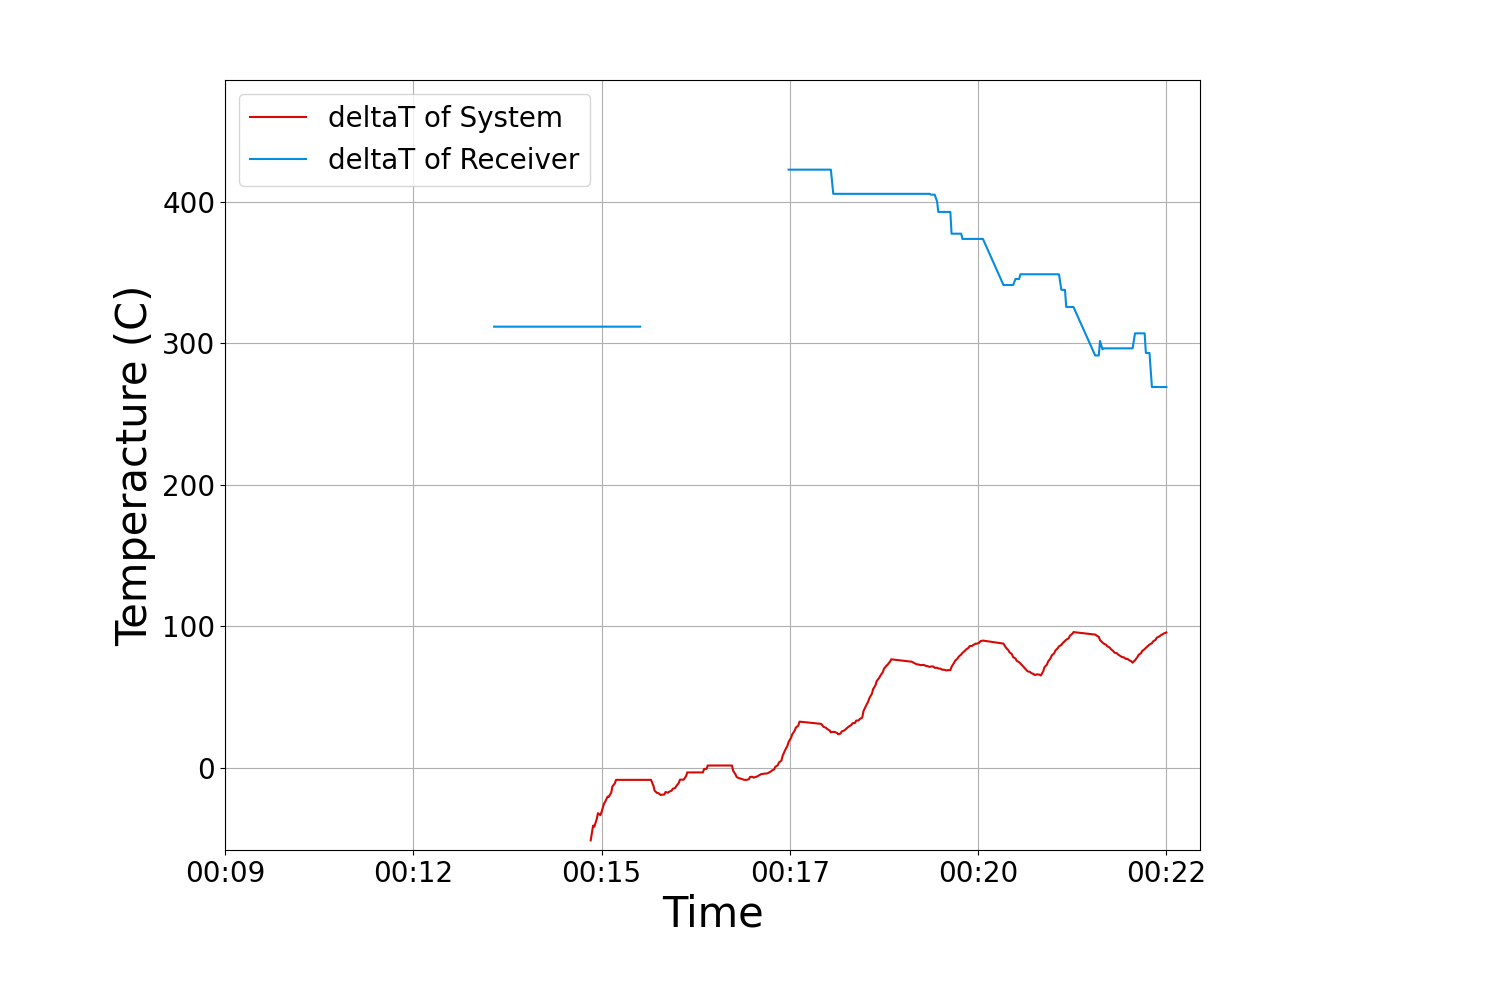 deltaT of System
deltaT of Receiver
400
300
200
100
0
Temperacture (C)
00:09 00:12 00:15 00:17 00:20 00:22
Time